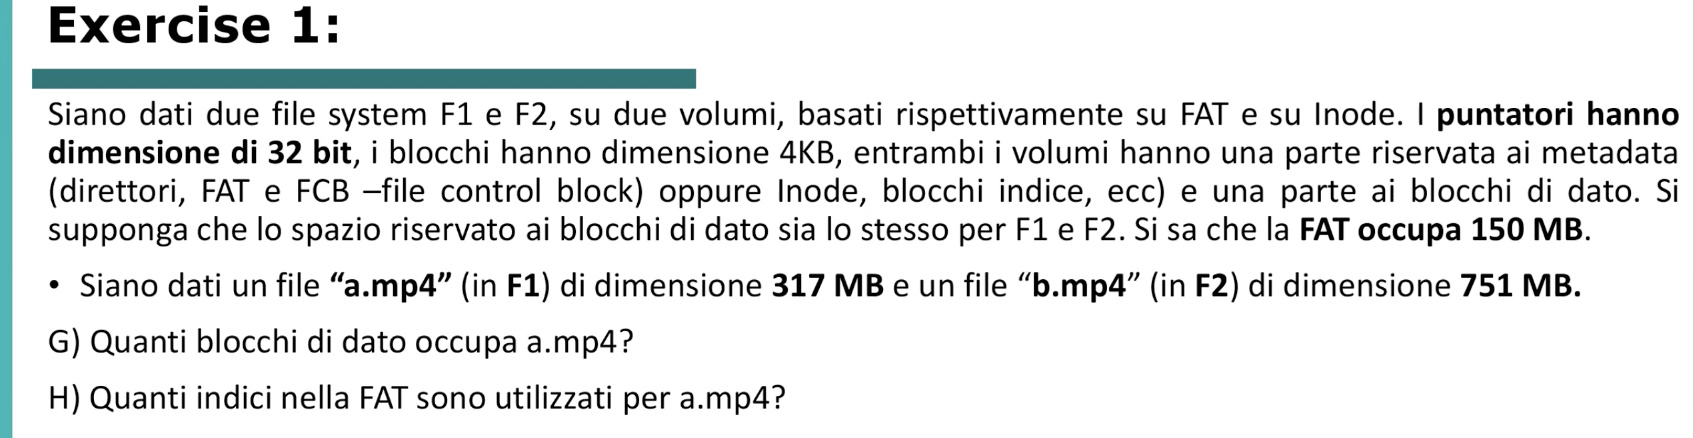 Exercise 1:
Siano dati due file system F1 e F2, su due volumi, basati rispettivamente su FAT e su Inode. I puntatori hanno
dimensione di 32 bit, i blocchi hanno dimensione 4KB, entrambi i volumi hanno una parte riservata ai metadata
(direttori, FAT e FCB –file control block) oppure Inode, blocchi indice, ecc) e una parte ai blocchi di dato. Si
supponga che lo spazio riservato ai blocchi di dato sia lo stesso per F1 e F2. Si sa che la FAT occupa 150 MB.
• Siano dati un file “a.mp4” (in F1) di dimensione 317 MB e un file “b.mp4” (in F2) di dimensione 751 MB.
G) Quanti blocchi di dato occupa a.mp4?
H) Quanti indici nella FAT sono utilizzati per a.mp4?